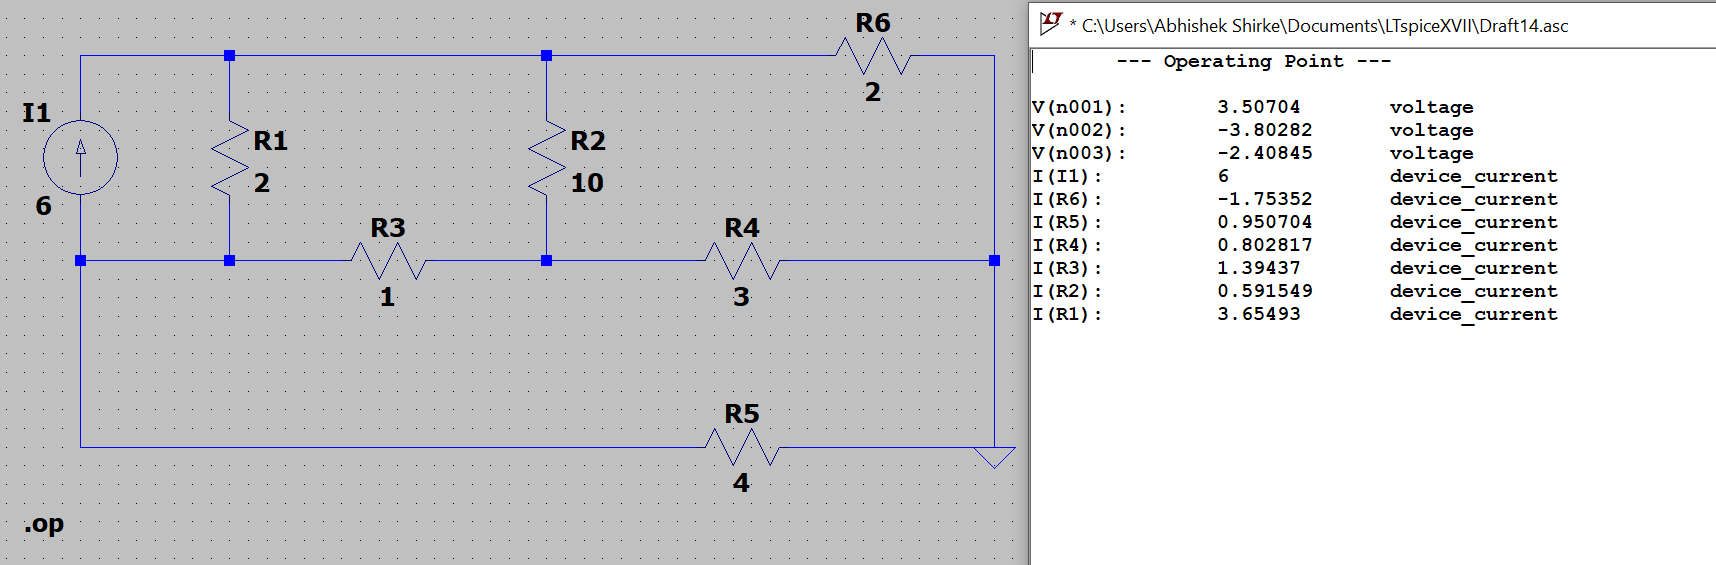 R6
2
I1
6
R1
2
R2
10
R3
1
R4
3
R5
4
.op
* C:\Users\Abhishek Shirke\Documents\LTspiceXVII\Draft14.asc
--- Operating Point ---
V(n001): 3.50704 voltage
V(n002): -3.80282 voltage
V(n003): -2.40845 voltage
I(I1): 6 device_current
I(R6): -1.75352 device_current
I(R5): 0.950704 device_current
I(R4): 0.802817 device_current
I(R3): 1.39437 device_current
I(R2): 0.591549 device_current
I(R1): 3.65493 device_current